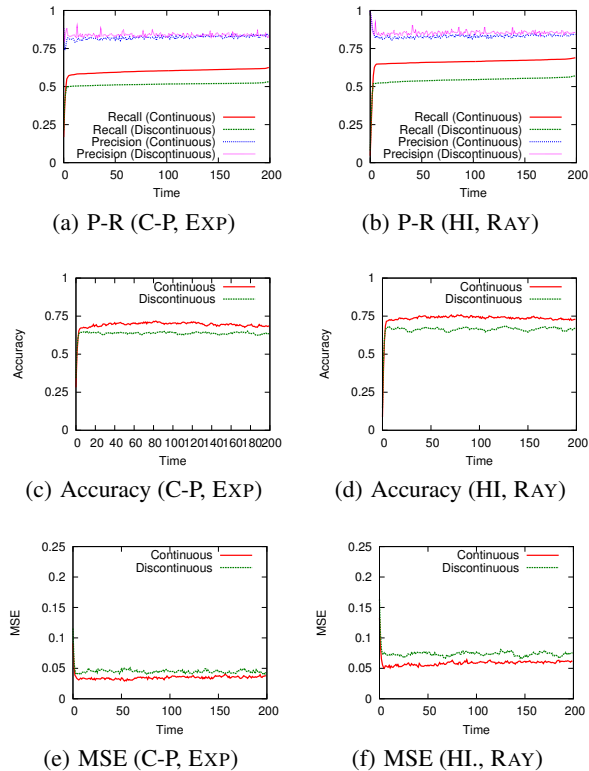 1
0.75
0.5
0.25
0
Recall (Continuous)
Recall (Discontinuous)
Precision (Continuous)
Precision (Discontinuous)
0 50 100 150 200
Time
(a) P-R (C-P, EXP)
1
0.75
0.5
0.25
0
Recall (Continuous)
Recall (Discontinuous)
Precision (Continuous)
Precision (Discontinuous)
0 50 100 150 200
Time
(b) P-R (HI, RAY)
1
0.75
0.5
0.25
0
Accuracy
Continuous
Discontinuous
0 20 40 60 80 100120140160180200
Time
(c) Accuracy (C-P, EXP)
1
0.75
0.5
0.25
0
Accuracy
Continuous
Discontinuous
0 50 100 150 200
Time
(d) Accuracy (HI, RAY)
0.25
0.2
0.15
0.1
0.05
0
MSE
Continuous
Discontinuous
0 50 100 150 200
Time
(e) MSE (C-P, EXP)
0.25
0.2
0.15
0.1
0.05
0
MSE
Continuous
Discontinuous
0 50 100 150 200
Time
(f) MSE (HI., RAY)